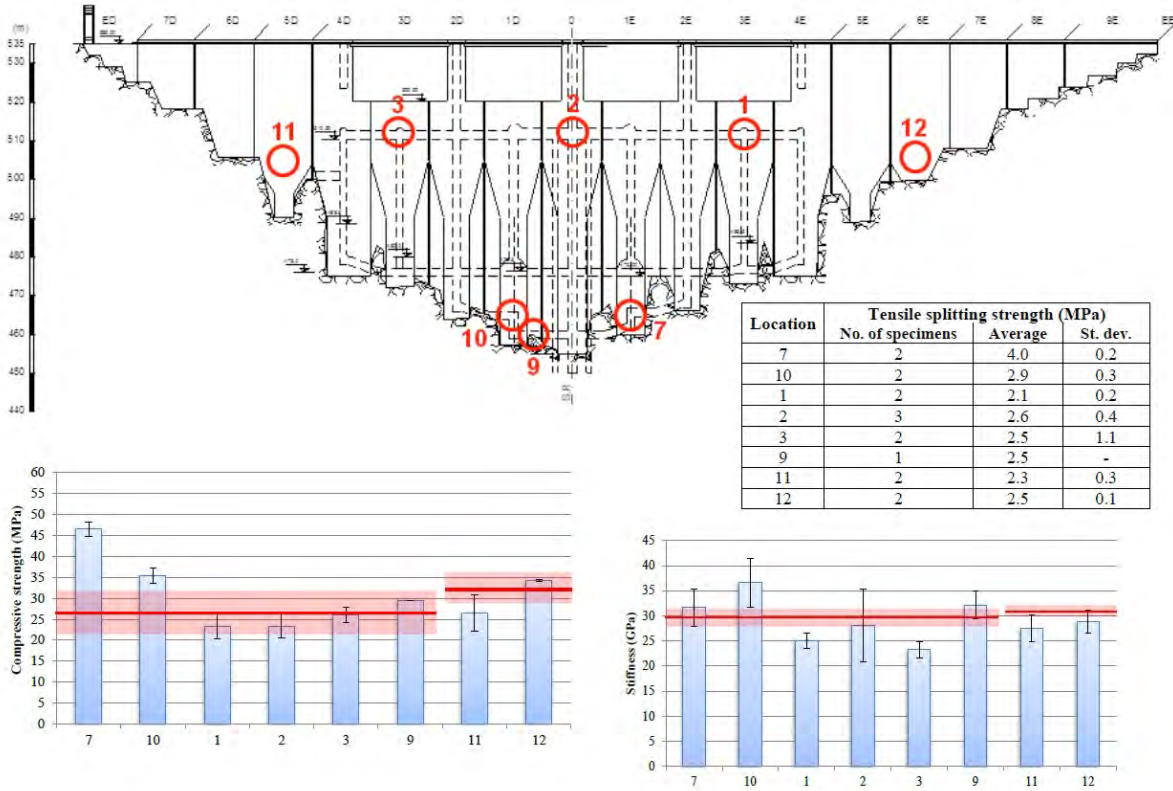 (m) ED 7D 6D 5D 4D 3D 2D 1D 0 1E 2E 3E 4E 5E 6E 7E 9E EE
535
530
520
510
500
490
480
470
460
450
440
3 2 1
11 12
10 9 7
Location Tensile splitting strength (MPa)
No. of specimens Average St. dev.
7 2 4.0 0.2
10 2 2.9 0.3
1 2 2.1 0.2
2 3 2.6 0.4
3 2 2.5 1.1
9 1 2.5 -
11 2 2.3 0.3
12 2 2.5 0.1
Compressive strength (MPa)
60
55
50
45
40
35
30
25
20
15
10
5
0
7 10 1 2 3 9 11 12
Stiffness (GPa)
45
40
35
30
25
20
15
10
5
0
7 10 1 2 3 9 11 12